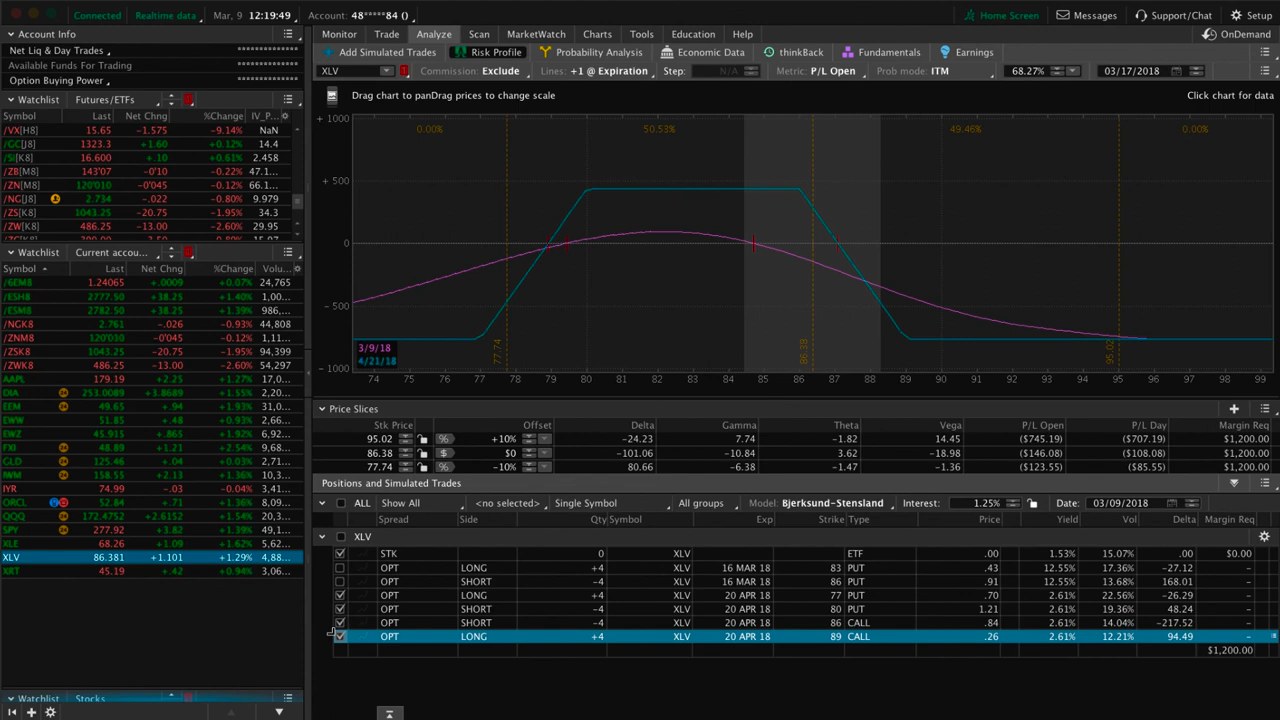 Connected Realtime data Mar, 9 12:19:49 Account: 48*****84 () Home Screen Messages Support/Chat Setup
Account Info Monitor Trade Analyze Scan MarketWatch Charts Tools Education Help OnDemand
Net Liq & Day Trades **************
Available Funds For Trading **************
Option Buying Power **************
Add Simulated Trades Risk Profile Probability Analysis Economic Data thinkBack Fundamentals Earnings
XLV Commission: Exclude Lines: +1 @ Expiration Step: N/A Metric: P/L Open Prob mode: ITM 68.27% 03/17/2018
Drag chart to panDrag prices to change scale Click chart for data
Watchlist Futures/ETFs
Symbol Last Net Chng %Change IV_P...
/VX[H8] 15.65 -1.575 -9.14% NaN
/GC[J8] 1323.3 +1.60 +0.12% 14.4
/SI[K8] 16.600 +.10 +0.61% 2.458
/ZB[M8] 143'07 -0'10 -0.22% 47.1...
/ZN[M8] 120'010 -0'045 -0.12% 66.1...
/NG[J8] 2.734 -.022 -0.80% 9.979
/ZS[K8] 1043.25 -20.75 -1.95% 34.3
/ZW[K8] 486.25 -13.00 -2.60% 29.95
Watchlist Current accou...
Symbol Last Net Chng %Change Volu...
/6EM8 1.24065 +.0009 +0.07% 24,765
/ESH8 2777.50 +38.25 +1.40% 1,00...
/ESM8 2782.50 +38.25 +1.39% 986,...
/NGK8 2.761 -.026 -0.93% 44,808
/ZNM8 120'010 -0'045 -0.12% 1,11...
/ZSK8 1043.25 -20.75 -1.95% 94,399
/ZWK8 486.25 -13.00 -2.60% 54,297
AAPL 179.19 +2.25 +1.27% 17,0...
DIA 253.0089 +3.8689 +1.55% 2,20...
EEM 49.65 +.94 +1.93% 31,0...
EWW 51.85 +.48 +0.93% 2,66...
EWZ 45.915 +.865 +1.92% 6,92...
FXI 48.89 +1.21 +2.54% 9,68...
GLD 125.46 +.04 +0.03% 2,71...
IWM 158.55 +2.13 +1.36% 10,3...
IYR 74.99 -.03 -0.04% 3,41...
ORCL 52.84 +.71 +1.36% 8,09...
QQQ 172.4752 +2.6152 +1.54% 20,3...
SPY 277.92 +3.82 +1.39% 49,1...
XLE 68.26 +1.09 +1.62% 5,62...
XLV 86.381 +1.101 +1.29% 4,88...
XRT 45.19 +.42 +0.94% 3,06...
Watchlist Stocks
+ 1000
0.00% 50.53% 49.46% 0.00%
+ 500
0
- 500
77.74 86.38 95.02
3/9/18
4/21/18
- 1000
74 75 76 77 78 79 80 81 82 83 84 85 86 87 88 89 90 91 92 93 94 95 96 97 98
Price Slices
Stk Price Offset Delta Gamma Theta Vega P/L Open P/L Day Margin Req
95.02 % +10% -24.23 7.74 -1.82 14.45 ($745.19) ($707.19) $1,200.00
86.38 $ $0 -101.06 -10.84 3.62 -18.98 ($146.08) ($108.08) $1,200.00
77.74 % -10% 80.66 -6.38 -1.47 -1.36 ($123.55) ($85.55) $1,200.00
Positions and Simulated Trades
ALL Show All <no selected> Single Symbol All groups Model: Bjerksund-Stensland Interest: 1.25% Date: 03/09/2018
Spread Side Qty Symbol Exp Strike Type Price Yield Vol Delta Margin Req
XLV
STK 0 XLV ETF .00 1.53% 15.07% .00 $0.00
OPT LONG +4 XLV 16 MAR 18 83 PUT .43 12.55% 17.36% -27.12 -
OPT SHORT -4 XLV 16 MAR 18 86 PUT .91 12.55% 13.68% 168.01 -
OPT LONG +4 XLV 20 APR 18 77 PUT .70 2.61% 22.56% -26.29 -
OPT SHORT -4 XLV 20 APR 18 80 PUT 1.21 2.61% 19.36% 48.24 -
OPT SHORT -4 XLV 20 APR 18 86 CALL .84 2.61% 14.04% -217.52 -
OPT LONG +4 XLV 20 APR 18 89 CALL .26 2.61% 12.21% 94.49 -
$1,200.00